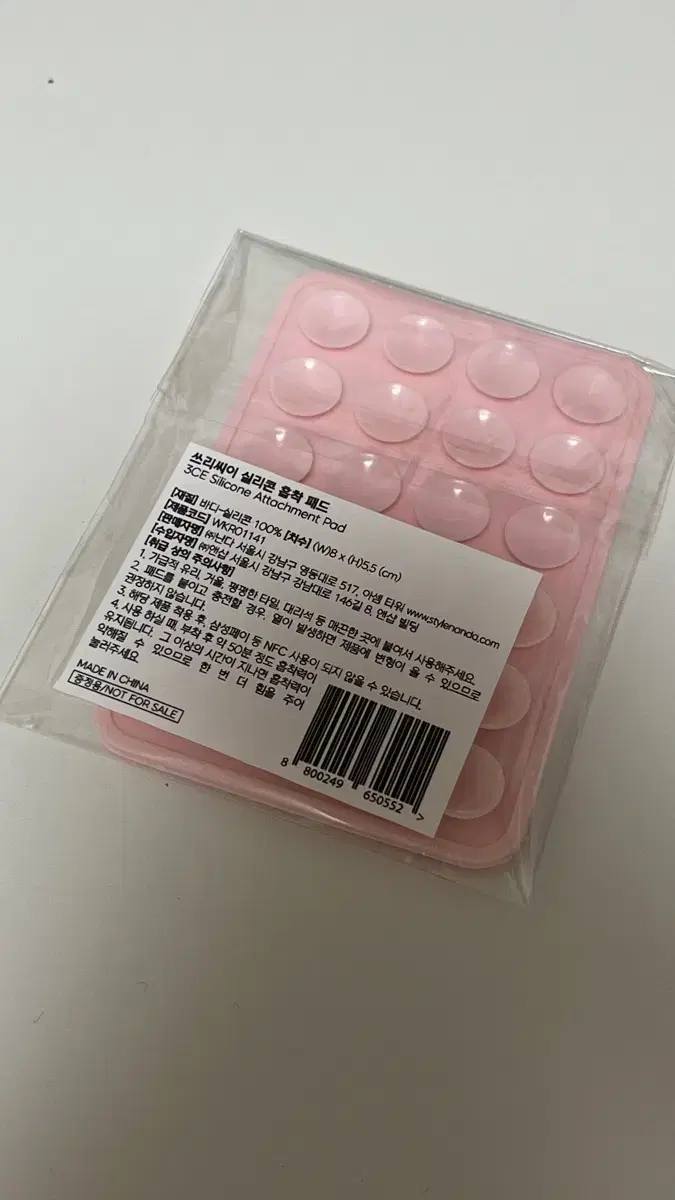 쓰리씨이 실리콘 흡착 패드
3CE Silicone Attachment Pad
[재질] 바디-실리콘 100% [치수] (W)8 x (H)5.5 (cm)
[제품코드] WKR01141
[판매자명] ㈜난다 서울시 강남구 영동대로 517, 아셈 타워 www.stylenanda.com
[수입자명] ㈜앤삽 서울시 강남구 강남대로 146길 8, 앤삽 빌딩
[취급 상의 주의사항]
1. 가급적 유리, 거울, 평평한 타일, 대라석 등 매끈한 곳에 붙여서 사용해주세요.
2. 패드를 붙이고 충전할 경우, 열이 발생하면 제품에 변형이 올 수 있으므로
권장하지 않습니다.
3. 해당 제품 착용 후, 삼성페이 등 NFC 사용이 되지 않을 수 있습니다.
4. 사용 하실 때, 부착 후 약 50분 정도 흡착력이
유지됩니다. 그 이상의 시간이 지나면 흡착력이
약해질 수 있으므로 한 번 더 힘을 주어
눌러주세요
MADE IN CHINA
증정용/NOT FOR SALE
8 800249 650552 >